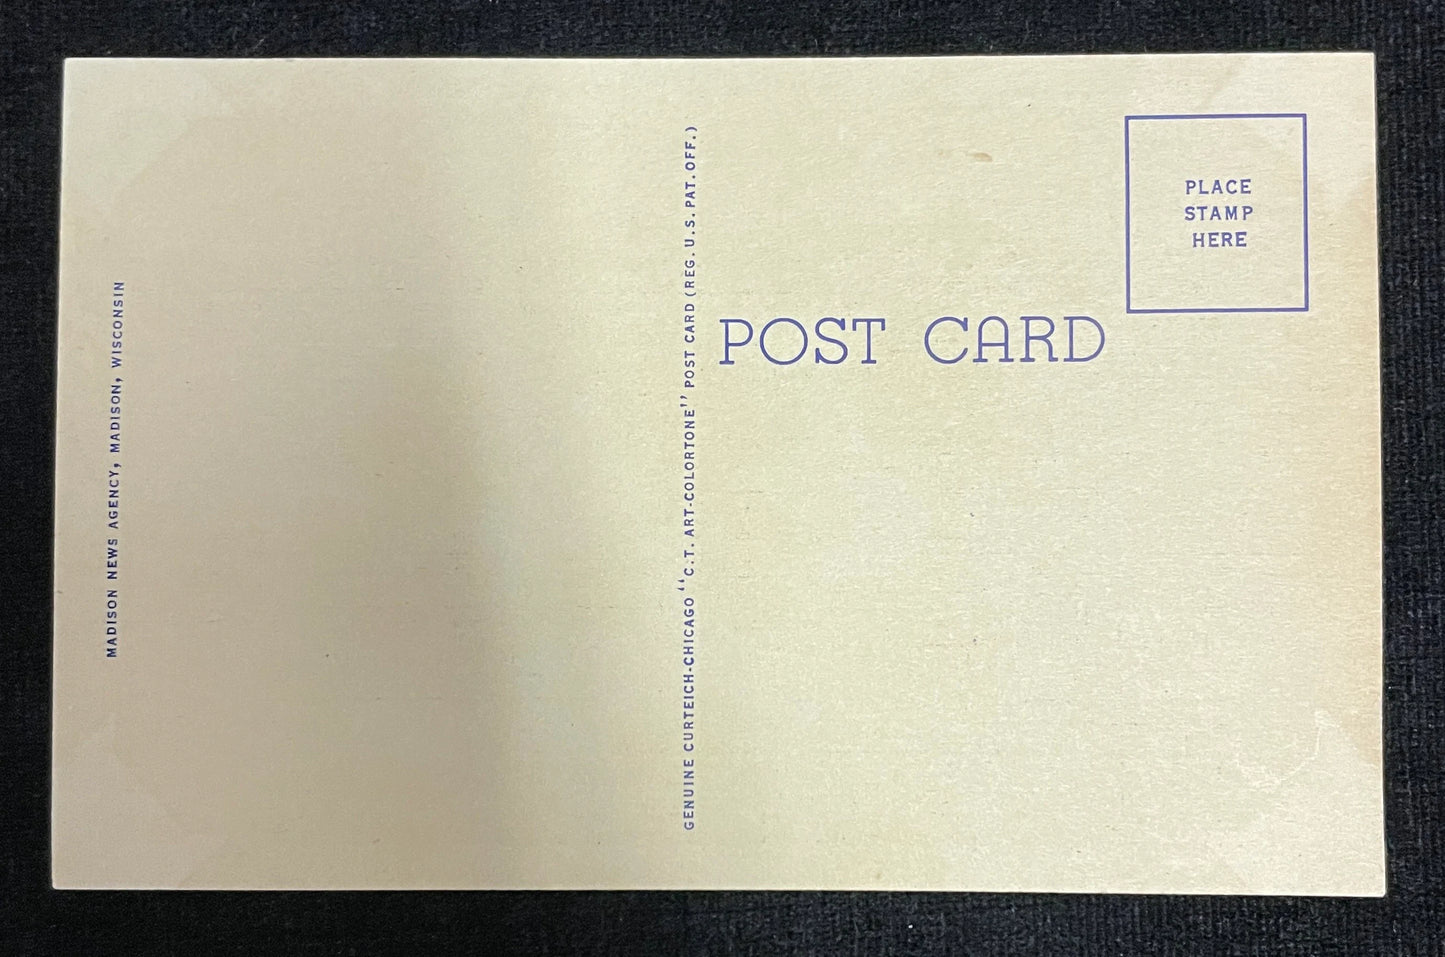 MADISON NEWS AGENCY, MADISON, WISCONSIN
GENUINE CURTEICH-CHICAGO "C.T. ART-COLORTONE" POST CARD (REG. U.S. PAT. OFF.)
POST CARD
PLACE
STAMP
HERE